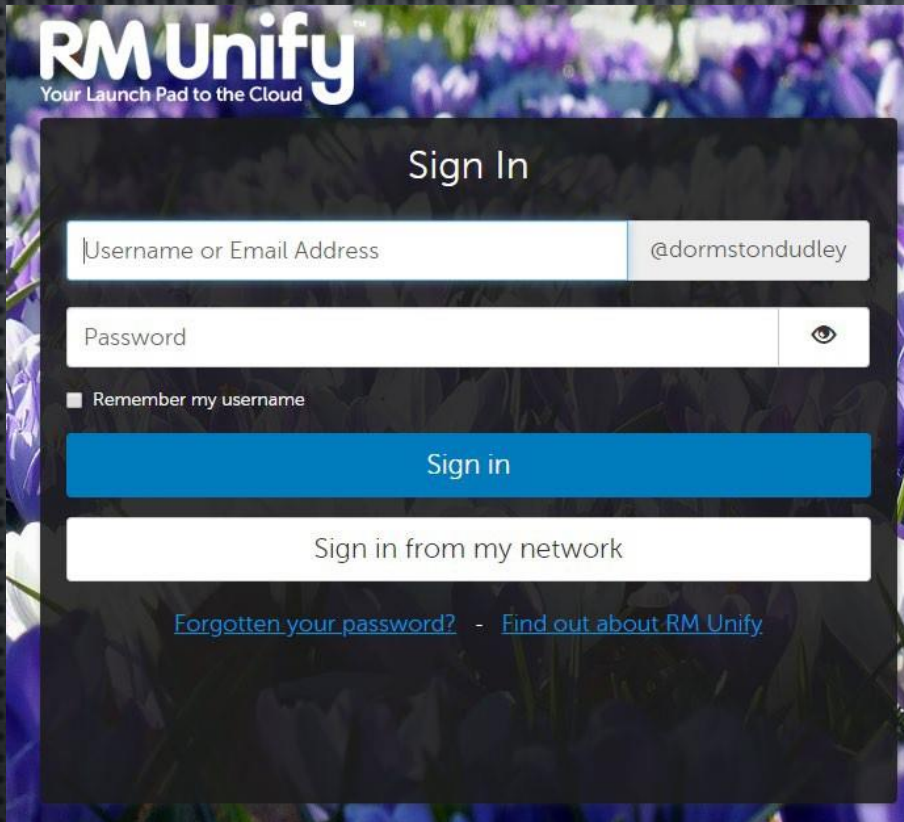 RM Unify™
Your Launch Pad to the Cloud
Sign In
Username or Email Address @dormstondudley
Password
Remember my username
Sign in
Sign in from my network
Forgotten your password? - Find out about RM Unify